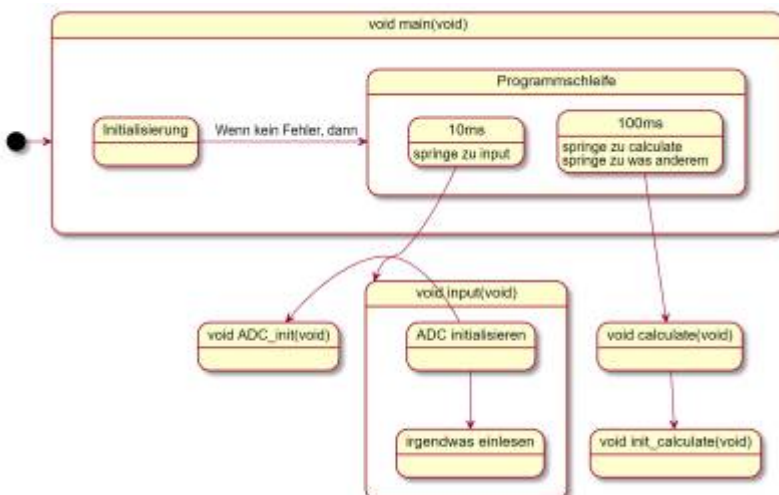 void main(void)
Programmschleife
Initialisierung
Wenn kein Fehler, dann
10ms
springe zu input
100ms
springe zu calculate
springe zu was anderem
void input(void)
void ADC_init(void)
ADC initialisieren
void calculate(void)
irgendwas einlesen
void init_calculate(void)